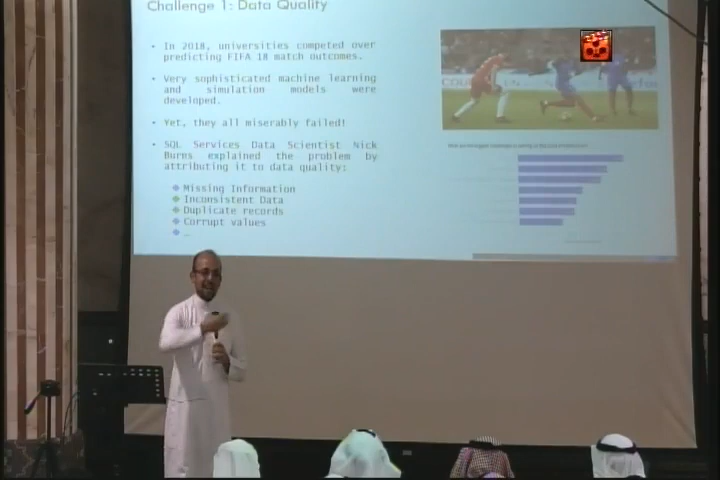 Challenge 1: Data Quality
• In 2018, universities competed over
predicting FIFA 18 match outcomes.
• Very sophisticated machine learning
and simulation models were
developed.
• Yet, they all miserably failed!
• SQL Services Data Scientist Nick
Burns explained the problem by
attributing it to data quality:
❖ Missing Information
❖ Inconsistent Data
❖ Duplicate records
❖ Corrupt values
❖ …